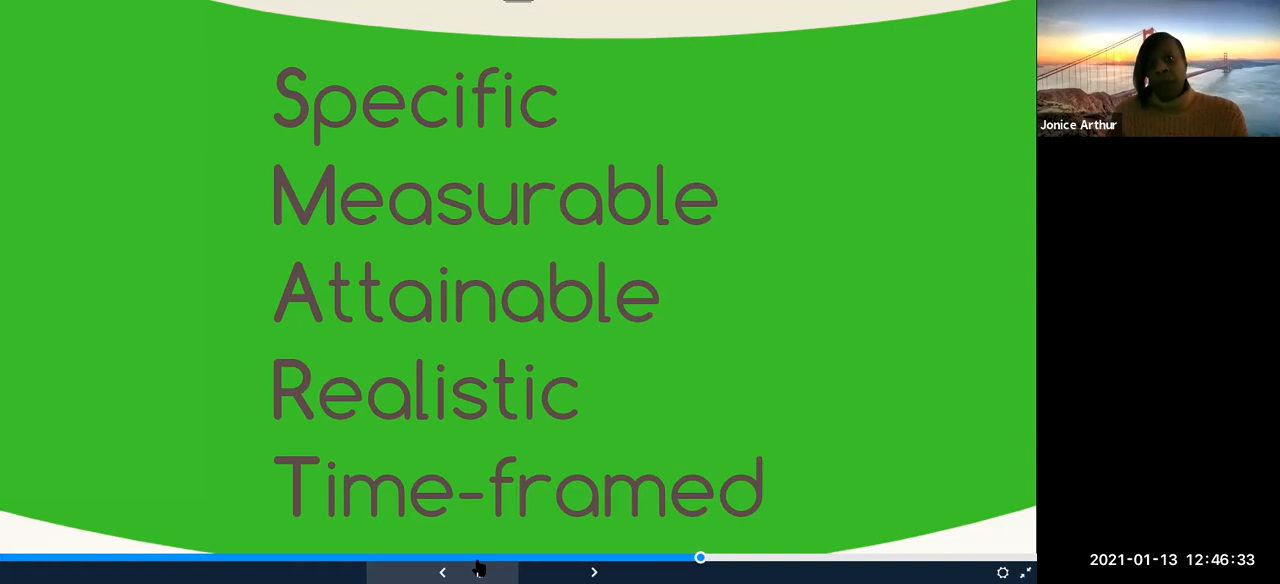 Specific
Measurable
Attainable
Realistic
Time-framed
Jonice Arthur
2021-01-13 12:46:33